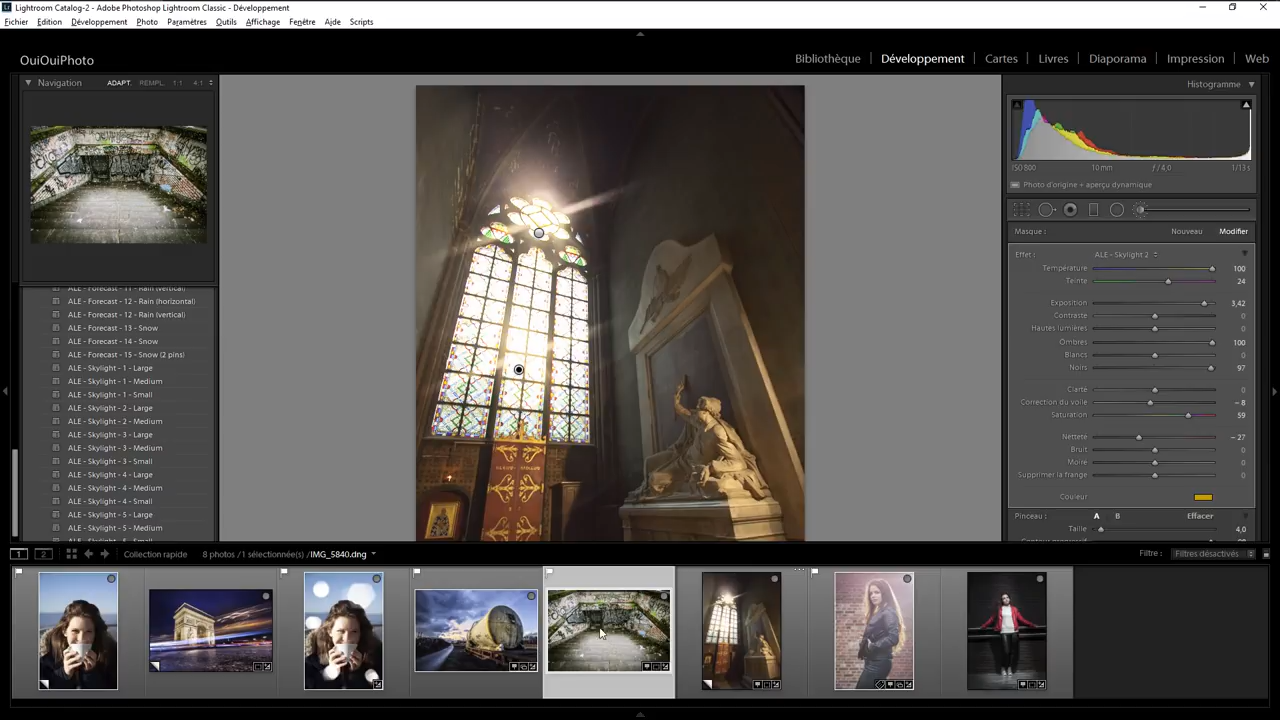 Lightroom Catalog-2 - Adobe Photoshop Lightroom Classic - Développement
Fichier Edition Développement Photo Paramètres Outils Affichage Fenêtre Aide Scripts
OuiOuiPhoto
Bibliothèque | Développement | Cartes | Livres | Diaporama | Impression | Web
Navigation ADAPT. REMPL. 1:1 4:1
Histogramme
ISO 800 10 mm ƒ / 4,0 1/13 s
Photo d'origine + aperçu dynamique
Masque : Nouveau Modifier
Effet : ALE - Skylight 2
Température 100
Teinte 24
Exposition 3,42
Contraste 0
Hautes lumières 0
Ombres 100
Blancs 0
Noirs 97
Clarté 0
Correction du voile – 8
Saturation 59
Netteté – 27
Bruit 0
Moiré 0
Supprimer la frange 0
Couleur
Pinceau : A B Effacer
Taille 4,0
ALE - Forecast - 11 - Rain (vertical)
ALE - Forecast - 12 - Rain (horizontal)
ALE - Forecast - 12 - Rain (vertical)
ALE - Forecast - 13 - Snow
ALE - Forecast - 14 - Snow
ALE - Forecast - 15 - Snow (2 pins)
ALE - Skylight - 1 - Large
ALE - Skylight - 1 - Medium
ALE - Skylight - 1 - Small
ALE - Skylight - 2 - Large
ALE - Skylight - 2 - Medium
ALE - Skylight - 3 - Large
ALE - Skylight - 3 - Medium
ALE - Skylight - 3 - Small
ALE - Skylight - 4 - Large
ALE - Skylight - 4 - Medium
ALE - Skylight - 4 - Small
ALE - Skylight - 5 - Large
ALE - Skylight - 5 - Medium
1 2 Collection rapide 8 photos / 1 sélectionnée(s) / IMG_5840.dng
Filtre : Filtres désactivés